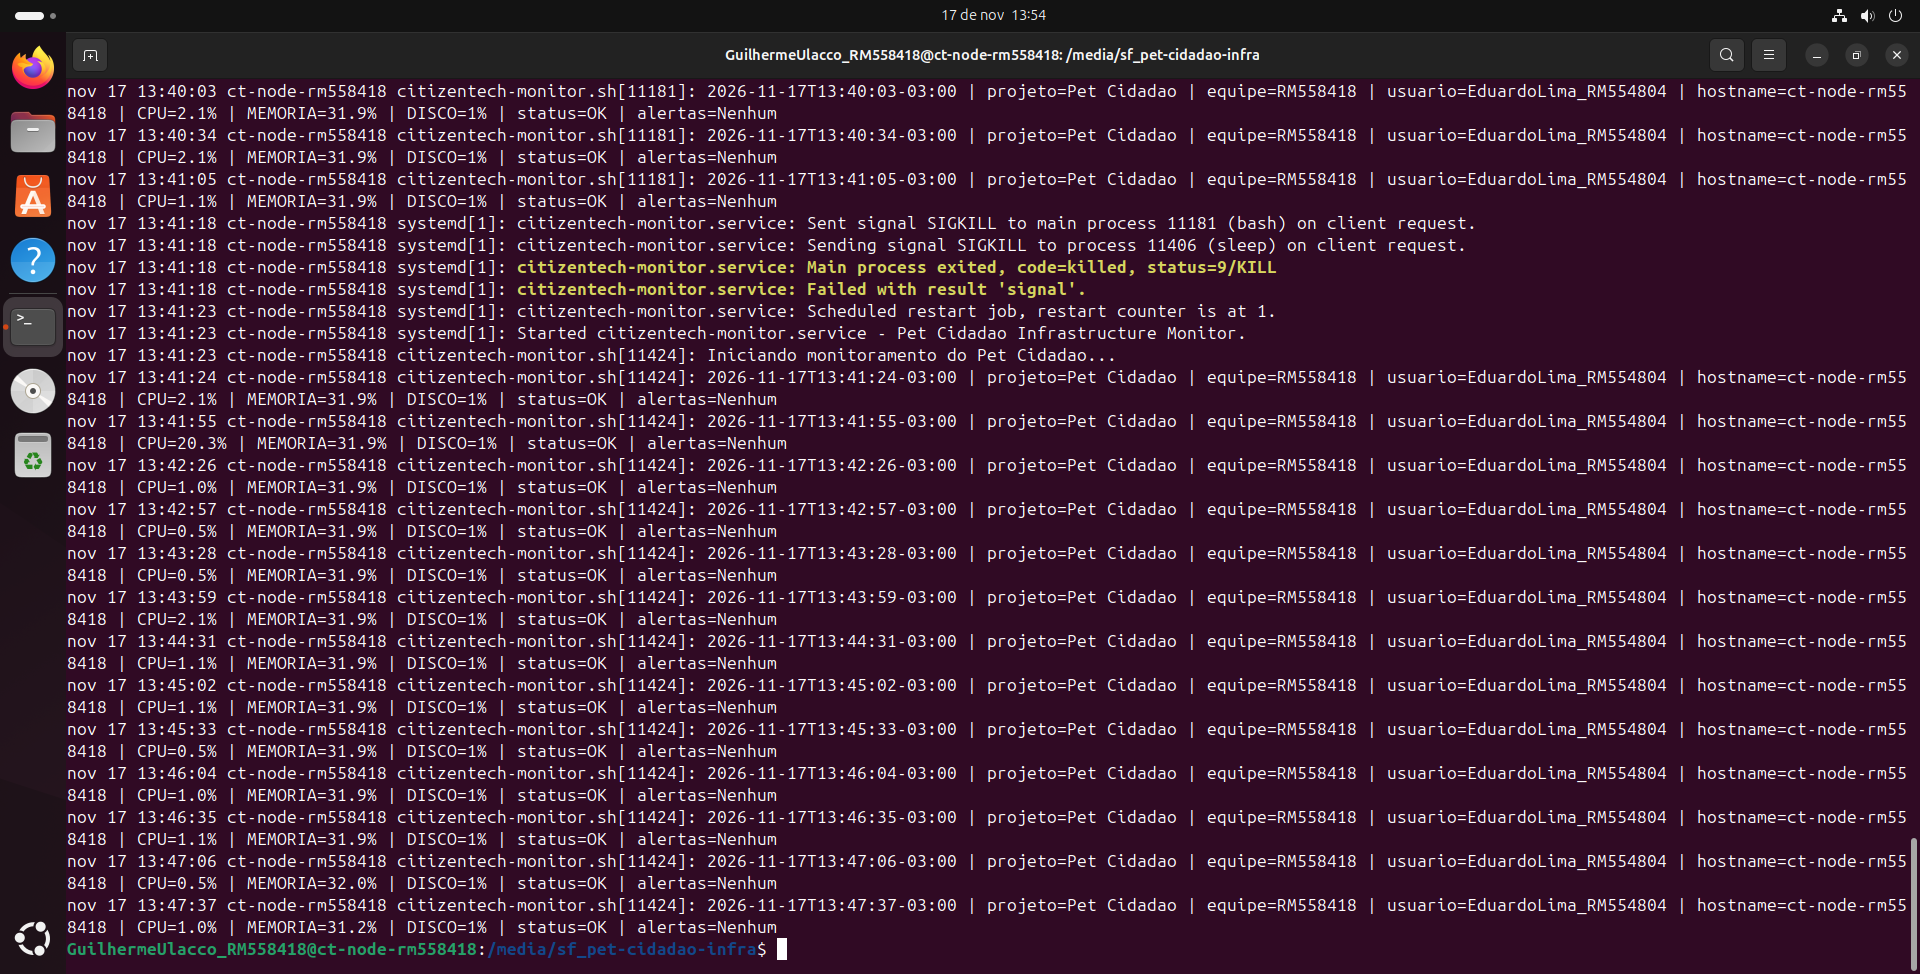 17 de nov 13:54
GuilhermeUlacco_RM558418@ct-node-rm558418: /media/sf_pet-cidadao-infra
nov 17 13:40:03 ct-node-rm558418 citizentech-monitor.sh[11181]: 2026-11-17T13:40:03-03:00 | projeto=Pet Cidadao | equipe=RM558418 | usuario=EduardoLima_RM554804 | hostname=ct-node-rm55
8418 | CPU=2.1% | MEMORIA=31.9% | DISCO=1% | status=OK | alertas=Nenhum
nov 17 13:40:34 ct-node-rm558418 citizentech-monitor.sh[11181]: 2026-11-17T13:40:34-03:00 | projeto=Pet Cidadao | equipe=RM558418 | usuario=EduardoLima_RM554804 | hostname=ct-node-rm55
8418 | CPU=2.1% | MEMORIA=31.9% | DISCO=1% | status=OK | alertas=Nenhum
nov 17 13:41:05 ct-node-rm558418 citizentech-monitor.sh[11181]: 2026-11-17T13:41:05-03:00 | projeto=Pet Cidadao | equipe=RM558418 | usuario=EduardoLima_RM554804 | hostname=ct-node-rm55
8418 | CPU=1.1% | MEMORIA=31.9% | DISCO=1% | status=OK | alertas=Nenhum
nov 17 13:41:18 ct-node-rm558418 systemd[1]: citizentech-monitor.service: Sent signal SIGKILL to main process 11181 (bash) on client request.
nov 17 13:41:18 ct-node-rm558418 systemd[1]: citizentech-monitor.service: Sending signal SIGKILL to process 11406 (sleep) on client request.
nov 17 13:41:18 ct-node-rm558418 systemd[1]: citizentech-monitor.service: Main process exited, code=killed, status=9/KILL
nov 17 13:41:18 ct-node-rm558418 systemd[1]: citizentech-monitor.service: Failed with result 'signal'.
nov 17 13:41:23 ct-node-rm558418 systemd[1]: citizentech-monitor.service: Scheduled restart job, restart counter is at 1.
nov 17 13:41:23 ct-node-rm558418 systemd[1]: Started citizentech-monitor.service - Pet Cidadao Infrastructure Monitor.
nov 17 13:41:23 ct-node-rm558418 citizentech-monitor.sh[11424]: Iniciando monitoramento do Pet Cidadao...
nov 17 13:41:24 ct-node-rm558418 citizentech-monitor.sh[11424]: 2026-11-17T13:41:24-03:00 | projeto=Pet Cidadao | equipe=RM558418 | usuario=EduardoLima_RM554804 | hostname=ct-node-rm55
8418 | CPU=2.1% | MEMORIA=31.9% | DISCO=1% | status=OK | alertas=Nenhum
nov 17 13:41:55 ct-node-rm558418 citizentech-monitor.sh[11424]: 2026-11-17T13:41:55-03:00 | projeto=Pet Cidadao | equipe=RM558418 | usuario=EduardoLima_RM554804 | hostname=ct-node-rm55
8418 | CPU=20.3% | MEMORIA=31.9% | DISCO=1% | status=OK | alertas=Nenhum
nov 17 13:42:26 ct-node-rm558418 citizentech-monitor.sh[11424]: 2026-11-17T13:42:26-03:00 | projeto=Pet Cidadao | equipe=RM558418 | usuario=EduardoLima_RM554804 | hostname=ct-node-rm55
8418 | CPU=1.0% | MEMORIA=31.9% | DISCO=1% | status=OK | alertas=Nenhum
nov 17 13:42:57 ct-node-rm558418 citizentech-monitor.sh[11424]: 2026-11-17T13:42:57-03:00 | projeto=Pet Cidadao | equipe=RM558418 | usuario=EduardoLima_RM554804 | hostname=ct-node-rm55
8418 | CPU=0.5% | MEMORIA=31.9% | DISCO=1% | status=OK | alertas=Nenhum
nov 17 13:43:28 ct-node-rm558418 citizentech-monitor.sh[11424]: 2026-11-17T13:43:28-03:00 | projeto=Pet Cidadao | equipe=RM558418 | usuario=EduardoLima_RM554804 | hostname=ct-node-rm55
8418 | CPU=0.5% | MEMORIA=31.9% | DISCO=1% | status=OK | alertas=Nenhum
nov 17 13:43:59 ct-node-rm558418 citizentech-monitor.sh[11424]: 2026-11-17T13:43:59-03:00 | projeto=Pet Cidadao | equipe=RM558418 | usuario=EduardoLima_RM554804 | hostname=ct-node-rm55
8418 | CPU=2.1% | MEMORIA=31.9% | DISCO=1% | status=OK | alertas=Nenhum
nov 17 13:44:31 ct-node-rm558418 citizentech-monitor.sh[11424]: 2026-11-17T13:44:31-03:00 | projeto=Pet Cidadao | equipe=RM558418 | usuario=EduardoLima_RM554804 | hostname=ct-node-rm55
8418 | CPU=1.1% | MEMORIA=31.9% | DISCO=1% | status=OK | alertas=Nenhum
nov 17 13:45:02 ct-node-rm558418 citizentech-monitor.sh[11424]: 2026-11-17T13:45:02-03:00 | projeto=Pet Cidadao | equipe=RM558418 | usuario=EduardoLima_RM554804 | hostname=ct-node-rm55
8418 | CPU=1.1% | MEMORIA=31.9% | DISCO=1% | status=OK | alertas=Nenhum
nov 17 13:45:33 ct-node-rm558418 citizentech-monitor.sh[11424]: 2026-11-17T13:45:33-03:00 | projeto=Pet Cidadao | equipe=RM558418 | usuario=EduardoLima_RM554804 | hostname=ct-node-rm55
8418 | CPU=0.5% | MEMORIA=31.9% | DISCO=1% | status=OK | alertas=Nenhum
nov 17 13:46:04 ct-node-rm558418 citizentech-monitor.sh[11424]: 2026-11-17T13:46:04-03:00 | projeto=Pet Cidadao | equipe=RM558418 | usuario=EduardoLima_RM554804 | hostname=ct-node-rm55
8418 | CPU=1.0% | MEMORIA=31.9% | DISCO=1% | status=OK | alertas=Nenhum
nov 17 13:46:35 ct-node-rm558418 citizentech-monitor.sh[11424]: 2026-11-17T13:46:35-03:00 | projeto=Pet Cidadao | equipe=RM558418 | usuario=EduardoLima_RM554804 | hostname=ct-node-rm55
8418 | CPU=1.1% | MEMORIA=31.9% | DISCO=1% | status=OK | alertas=Nenhum
nov 17 13:47:06 ct-node-rm558418 citizentech-monitor.sh[11424]: 2026-11-17T13:47:06-03:00 | projeto=Pet Cidadao | equipe=RM558418 | usuario=EduardoLima_RM554804 | hostname=ct-node-rm55
8418 | CPU=0.5% | MEMORIA=32.0% | DISCO=1% | status=OK | alertas=Nenhum
nov 17 13:47:37 ct-node-rm558418 citizentech-monitor.sh[11424]: 2026-11-17T13:47:37-03:00 | projeto=Pet Cidadao | equipe=RM558418 | usuario=EduardoLima_RM554804 | hostname=ct-node-rm55
8418 | CPU=1.0% | MEMORIA=31.2% | DISCO=1% | status=OK | alertas=Nenhum
GuilhermeUlacco_RM558418@ct-node-rm558418:/media/sf_pet-cidadao-infra$